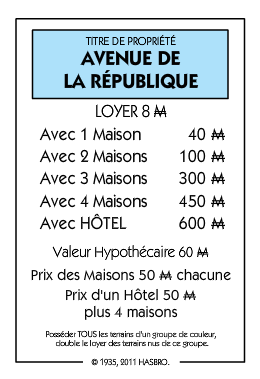 TITRE DE PROPRIÉTÉ
AVENUE DE
LA RÉPUBLIQUE
LOYER 8 ₩
Avec 1 Maison 40 ₩
Avec 2 Maisons 100 ₩
Avec 3 Maisons 300 ₩
Avec 4 Maisons 450 ₩
Avec HÔTEL 600 ₩
Valeur Hypothécaire 60 ₩
Prix des Maisons 50 ₩ chacune
Prix d'un Hôtel 50 ₩
plus 4 maisons
Posséder TOUS les terrains d'un groupe de couleur,
double le loyer des terrains nus de ce groupe.
© 1935, 2011 HASBRO.